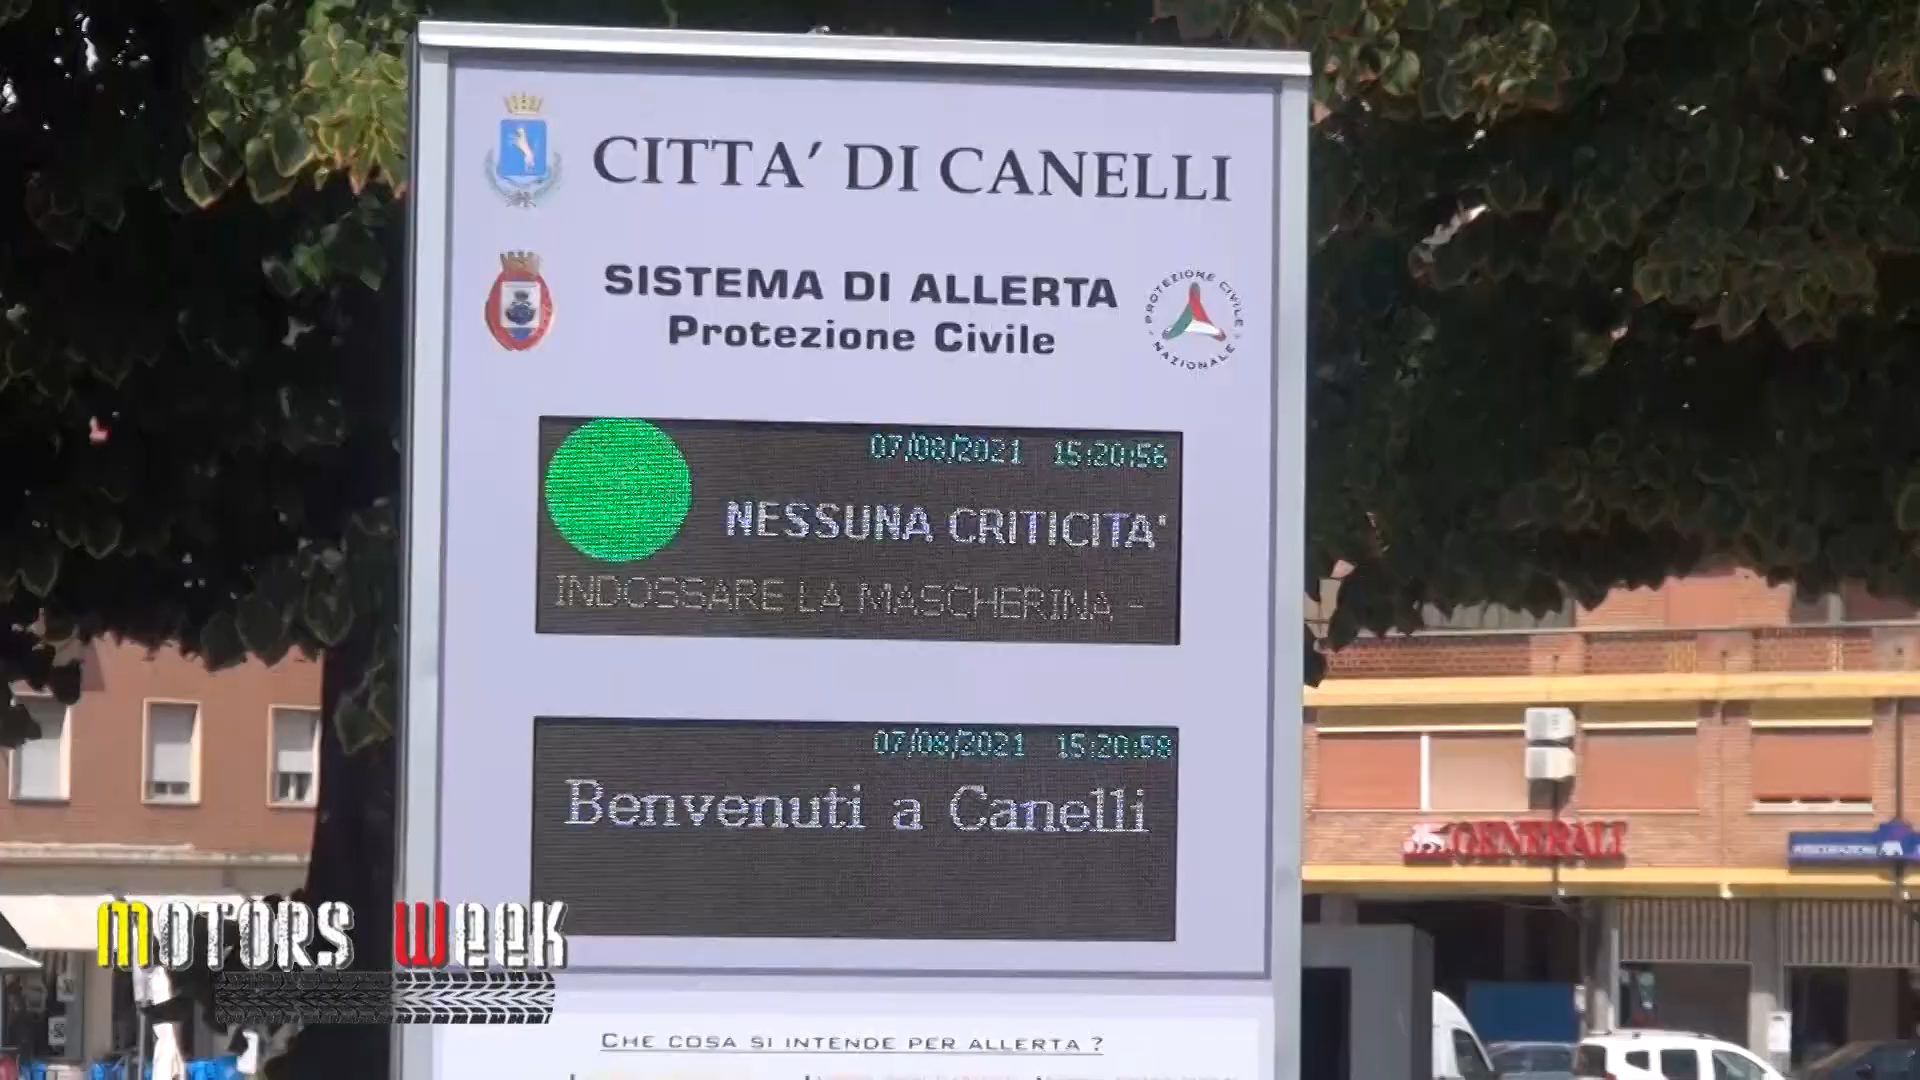 CITTA' DI CANELLI
SISTEMA DI ALLERTA
Protezione Civile
PROTEZIONE CIVILE NAZIONALE
07/08/2021 15:20:56
NESSUNA CRITICITA'
INDOSSARE LA MASCHERINA -
07/08/2021 15:20:58
Benvenuti a Canelli
GENERALI
ASSICURAZIONI AXA
MOTORS WEEK
CHE COSA SI INTENDE PER ALLERTA ?